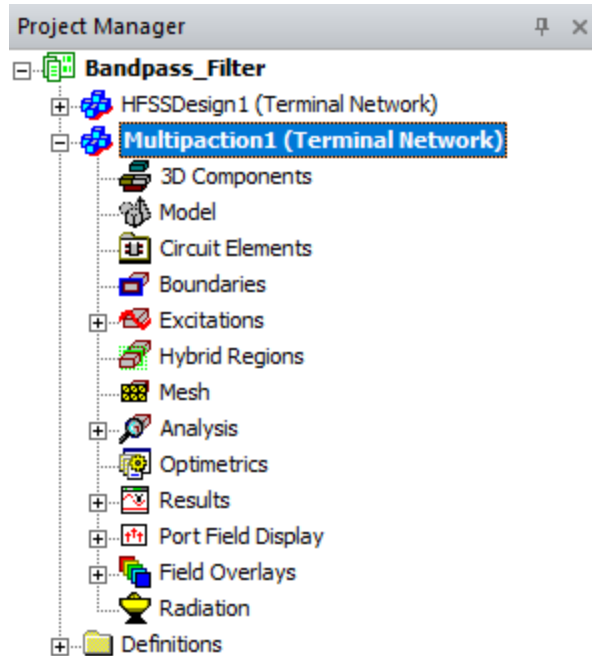 Project Manager
Bandpass_Filter
HFSSDesign1 (Terminal Network)
Multipaction1 (Terminal Network)
3D Components
Model
Circuit Elements
Boundaries
Excitations
Hybrid Regions
Mesh
Analysis
Optimetrics
Results
Port Field Display
Field Overlays
Radiation
Definitions